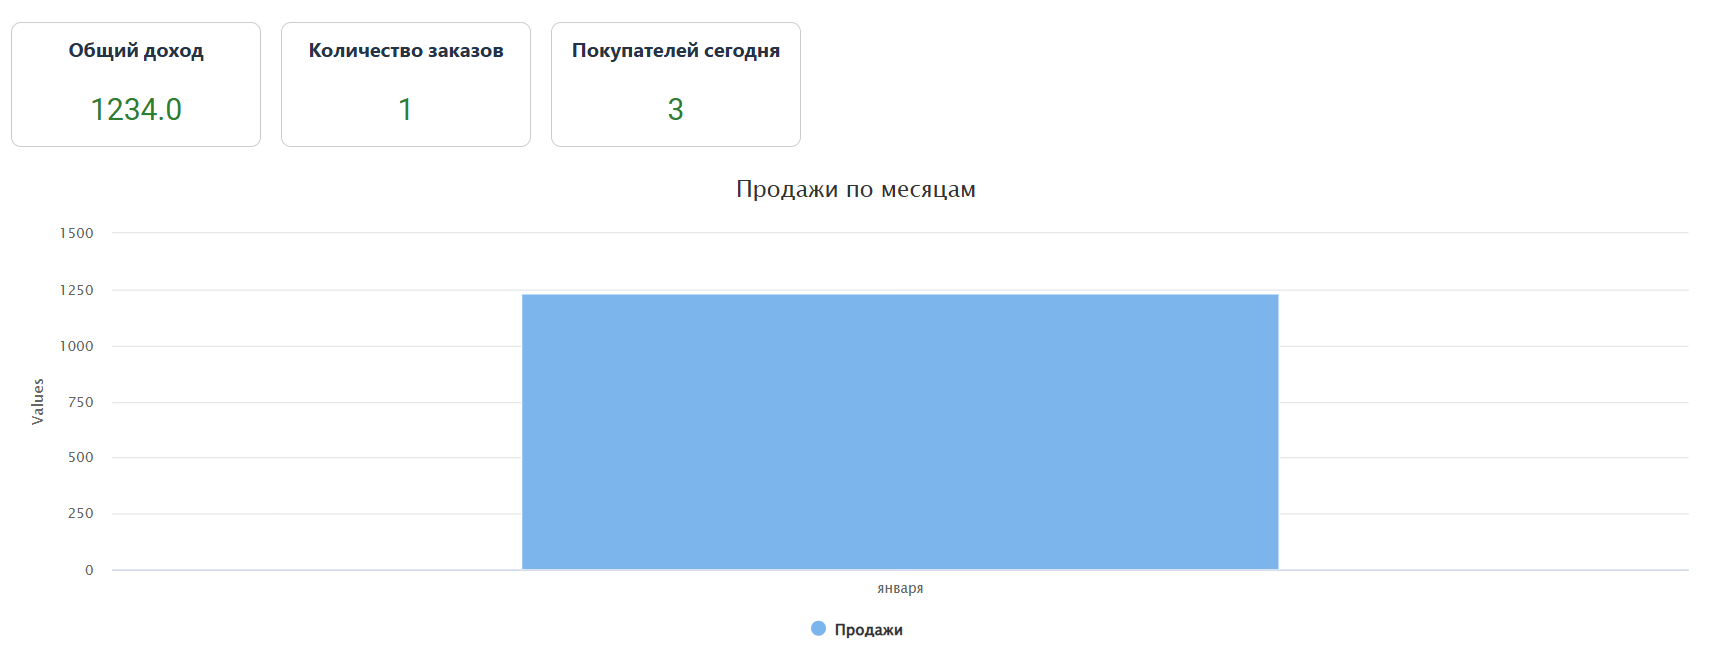 Общий доход
1234.0
Количество заказов
1
Покупателей сегодня
3
Продажи по месяцам
1500
1250
1000
750
500
250
0
Values
января
Продажи